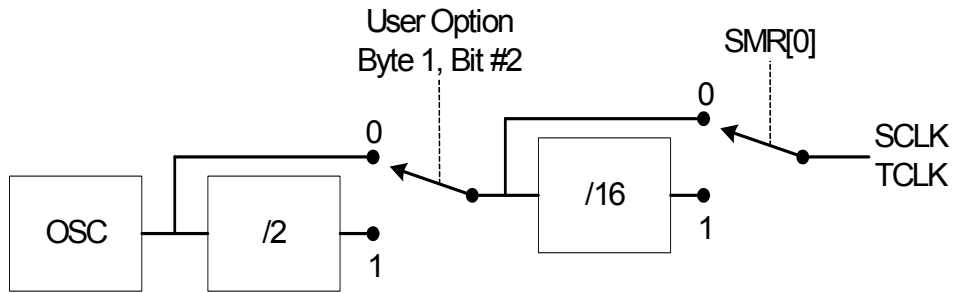 User Option
Byte 1, Bit #2
SMR[0]
0
0
SCLK
TCLK
OSC
/2
1
/16
1